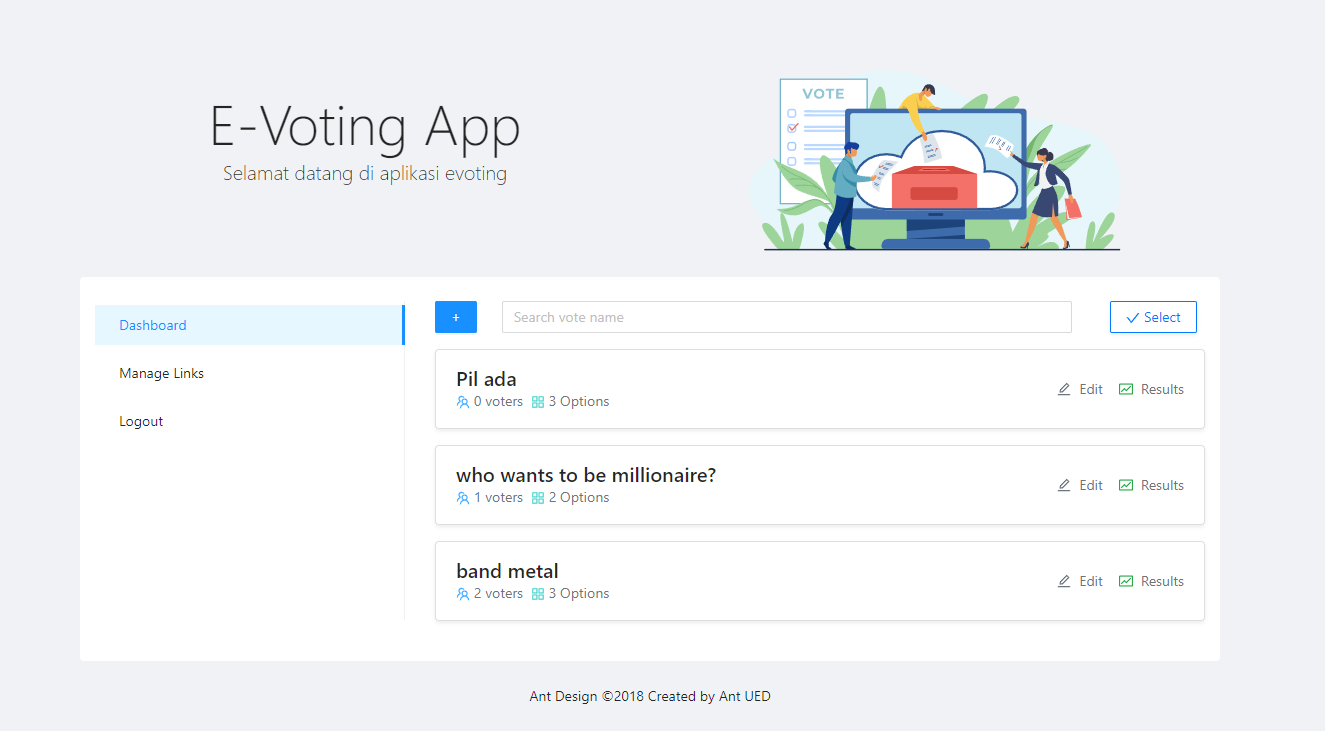 E-Voting App
Selamat datang di aplikasi evoting
VOTE
Dashboard
Manage Links
Logout
+
Search vote name
Select
Pil ada
0 voters 3 Options
Edit Results
who wants to be millionaire?
1 voters 2 Options
Edit Results
band metal
2 voters 3 Options
Edit Results
Ant Design ©2018 Created by Ant UED